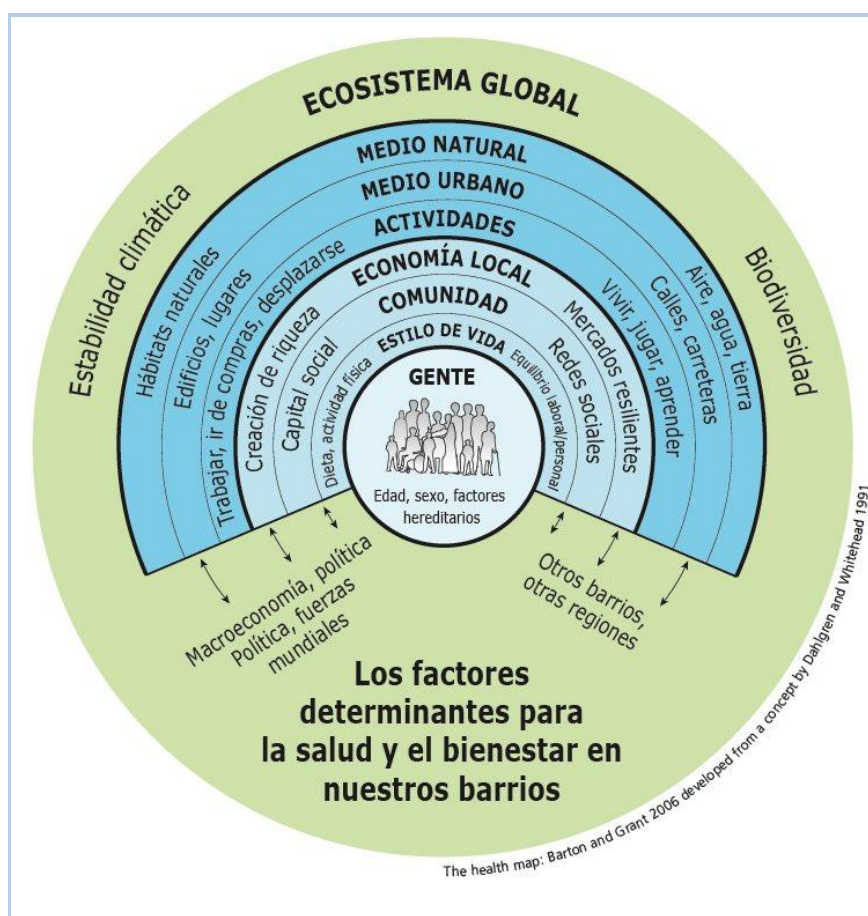 ECOSISTEMA GLOBAL
Estabilidad climática
Biodiversidad
MEDIO NATURAL
Hábitats naturales
Aire, agua, tierra
MEDIO URBANO
Edificios, lugares
Calles, carreteras
ACTIVIDADES
Trabajar, ir de compras, desplazarse
Vivir, jugar, aprender
ECONOMÍA LOCAL
Creación de riqueza
Mercados resilientes
COMUNIDAD
Capital social
Redes sociales
ESTILO DE VIDA
Dieta, actividad física
Equilibrio laboral/personal
GENTE
Edad, sexo, factores
hereditarios
Macroeconomía, política
Política, fuerzas
mundiales
Otros barrios,
otras regiones
Los factores
determinantes para
la salud y el bienestar en
nuestros barrios
The health map: Barton and Grant 2006 developed from a concept by Dahlgren and Whitehead 1991